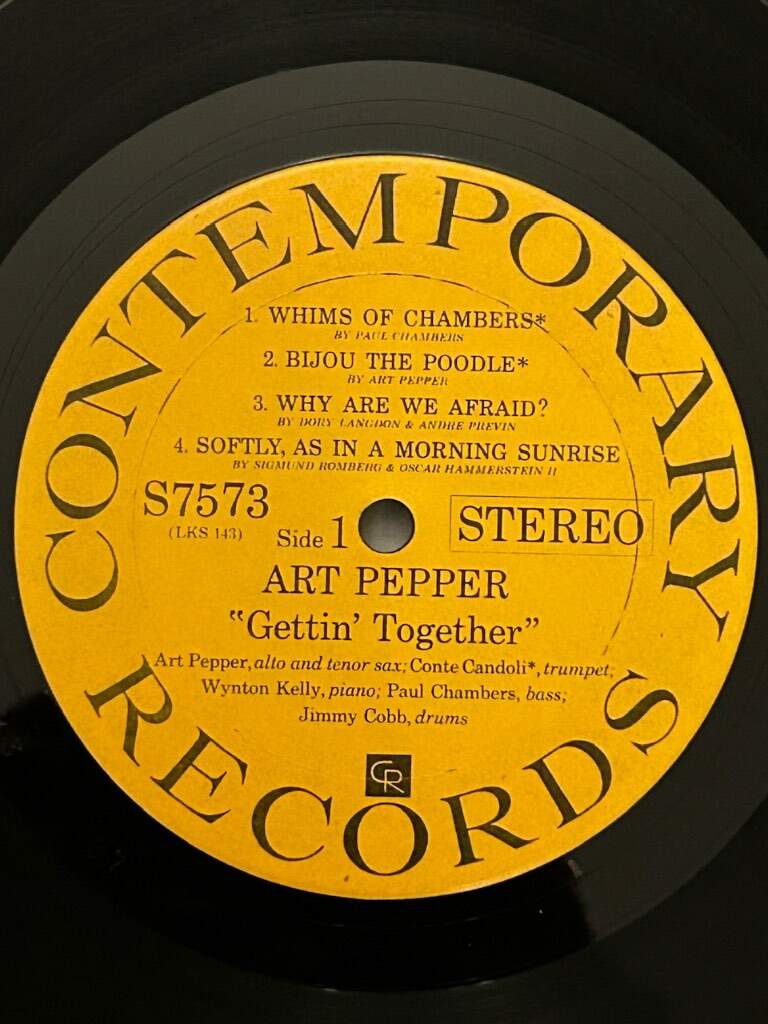 CONTEMPORARY
1. WHIMS OF CHAMBERS*
BY PAUL CHAMBERS
2. BIJOU THE POODLE*
BY ART PEPPER
3. WHY ARE WE AFRAID?
BY DORY LANGDON & ANDRE PREVIN
4. SOFTLY, AS IN A MORNING SUNRISE
BY SIGMUND ROMBERG & OSCAR HAMMERSTEIN II
S7573
(LKS 143)
Side 1
STEREO
ART PEPPER
“Gettin’ Together”
Art Pepper, alto and tenor sax; Conte Candoli*, trumpet;
Wynton Kelly, piano; Paul Chambers, bass;
Jimmy Cobb, drums
CR
RECORDS